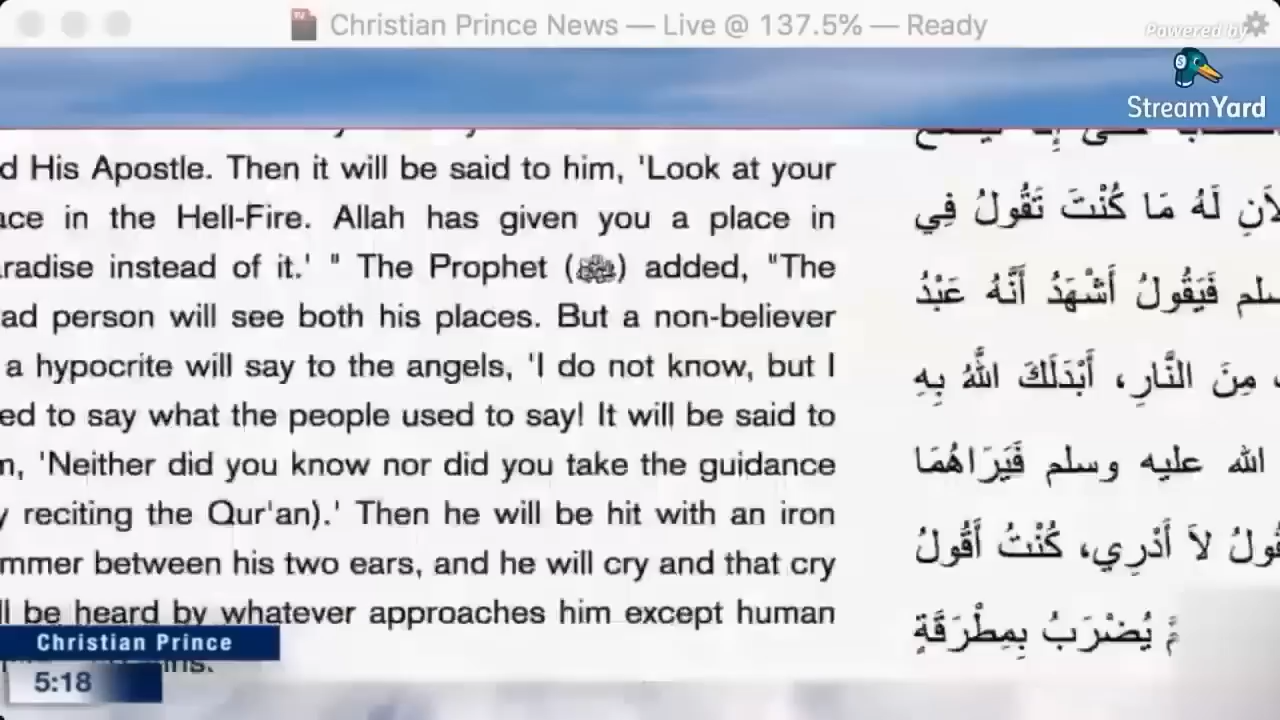 Christian Prince News — Live @ 137.5% — Ready
Powered by
StreamYard
d His Apostle. Then it will be said to him, 'Look at your
ace in the Hell-Fire. Allah has given you a place in
radise instead of it.' " The Prophet (ﷺ) added, "The
ad person will see both his places. But a non-believer
a hypocrite will say to the angels, 'I do not know, but I
ed to say what the people used to say! It will be said to
m, 'Neither did you know nor did you take the guidance
y reciting the Qur'an).' Then he will be hit with an iron
mmer between his two ears, and he will cry and that cry
ll be heard by whatever approaches him except human
لاَنِ لَهُ مَا كُنْتَ تَقُولُ فِي
سلم فَيَقُولُ أَشْهَدُ أَنَّهُ عَبْدُ
مِنَ النَّارِ، أَبْدَلَكَ اللَّهُ بِهِ
الله عليه وسلم فَيَرَاهُمَا
قُولُ لاَ أَدْرِي، كُنْتُ أَقُولُ
يُضْرَبُ بِمِطْرَقَةٍ
Christian Prince
5:18